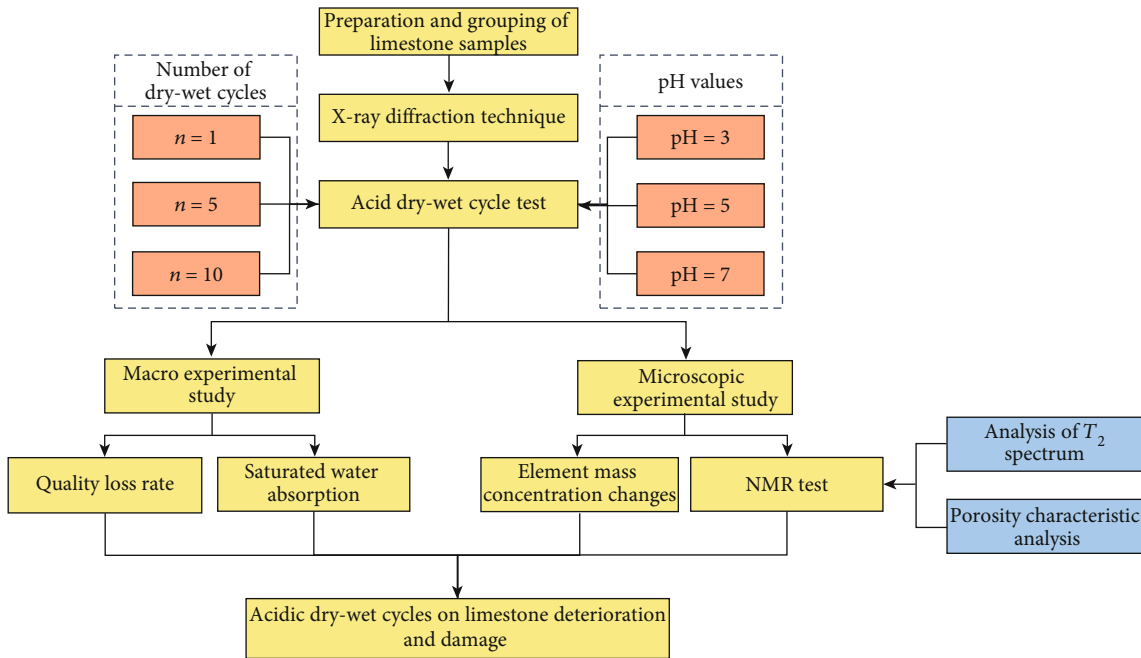 Preparation and grouping of
limestone samples
Number of
dry-wet cycles
pH values
X-ray diffraction technique
n = 1
pH = 3
n = 5
Acid dry-wet cycle test
pH = 5
n = 10
pH = 7
Macro experimental
study
Microscopic
experimental study
Quality loss rate
Saturated water
absorption
Element mass
concentration changes
NMR test
Analysis of T₂
spectrum
Porosity characteristic
analysis
Acidic dry-wet cycles on limestone deterioration
and damage